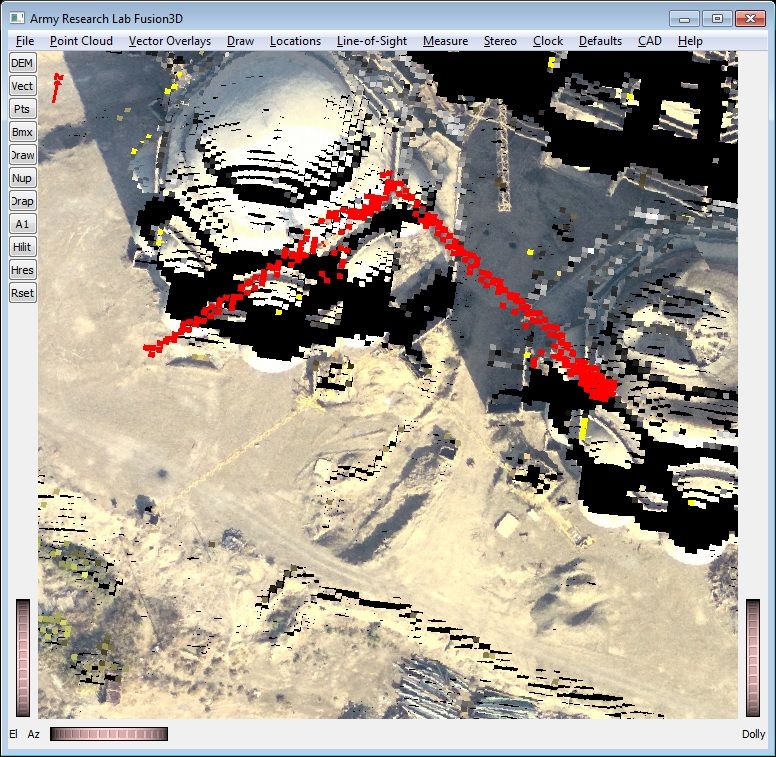 Army Research Lab Fusion3D
File Point Cloud Vector Overlays Draw Locations Line-of-Sight Measure Stereo Clock Defaults CAD Help
DEM
Vect
Pts
Bmx
Draw
Nup
Drap
A1
Hilit
Hres
Rset
El Az Dolly